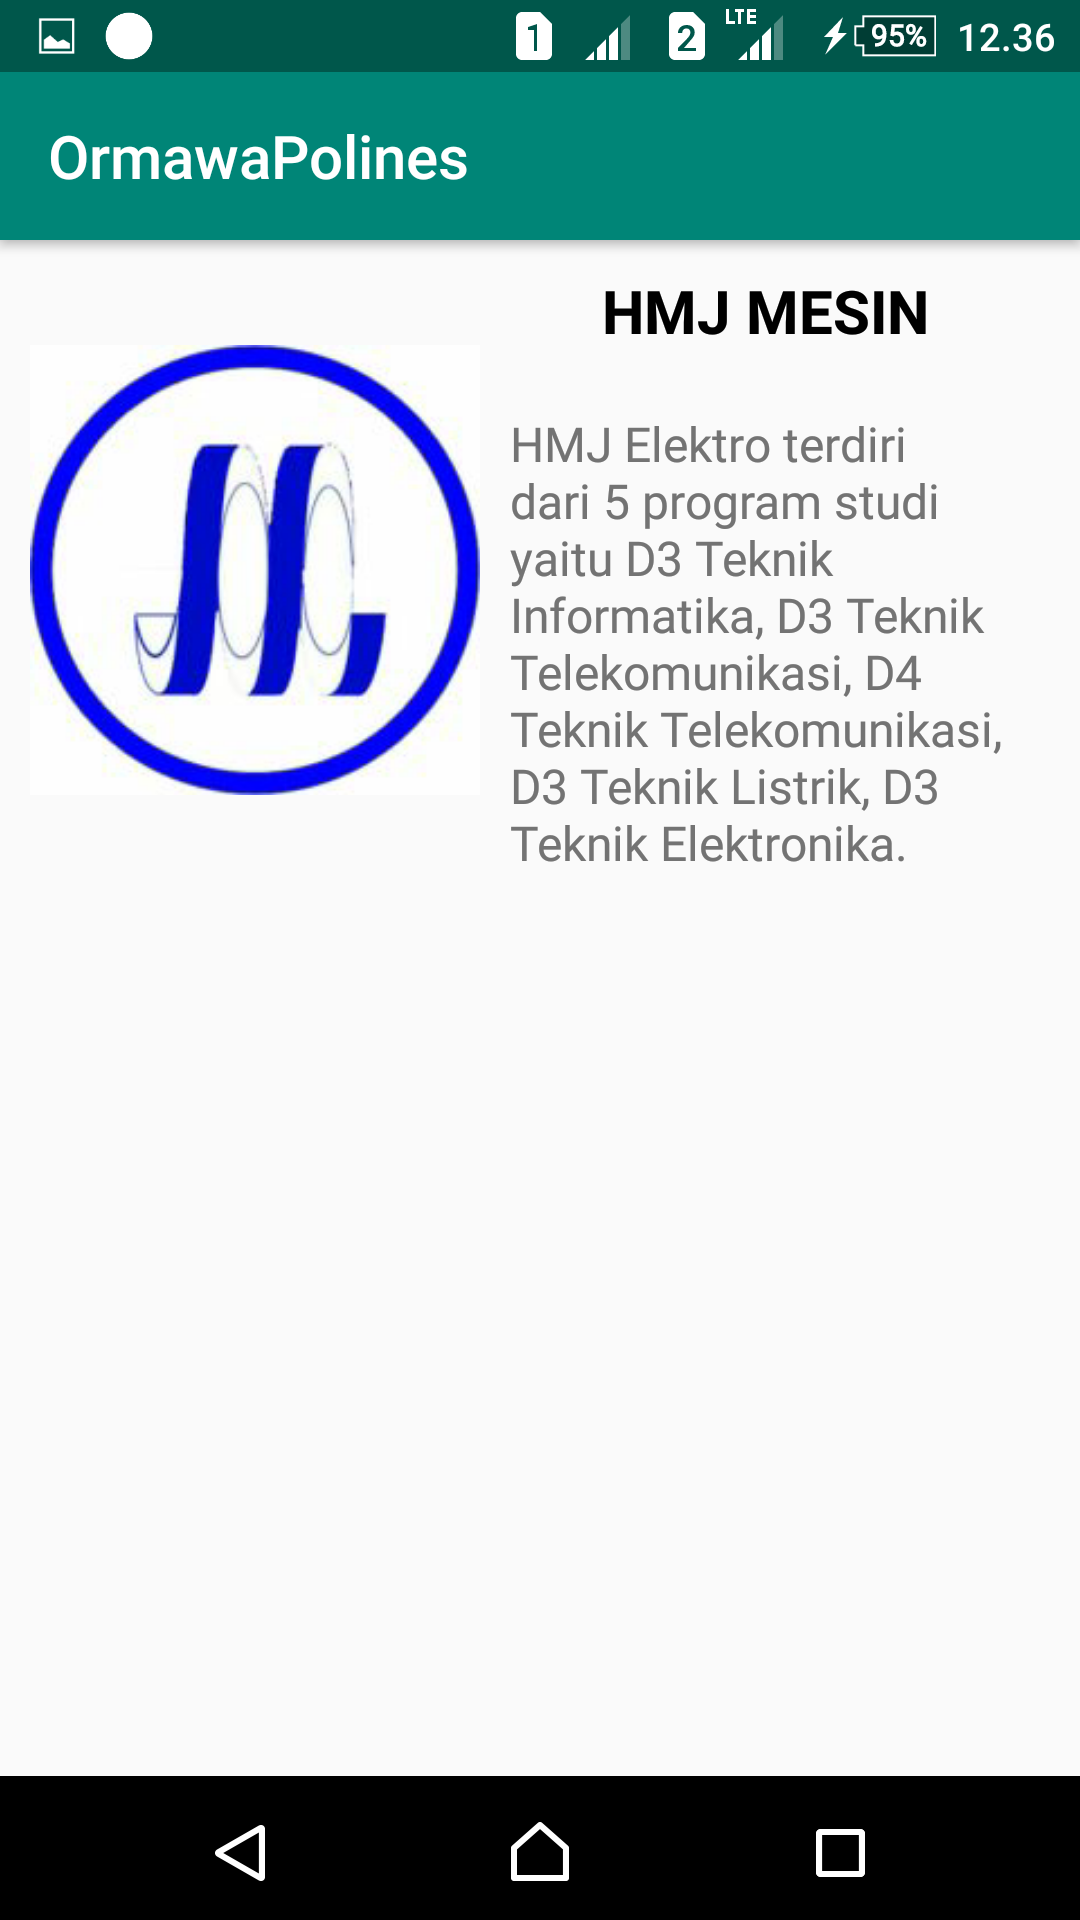 1 2 LTE 95% 12.36
OrmawaPolines
HMJ MESIN
HMJ Elektro terdiri
dari 5 program studi
yaitu D3 Teknik
Informatika, D3 Teknik
Telekomunikasi, D4
Teknik Telekomunikasi,
D3 Teknik Listrik, D3
Teknik Elektronika.